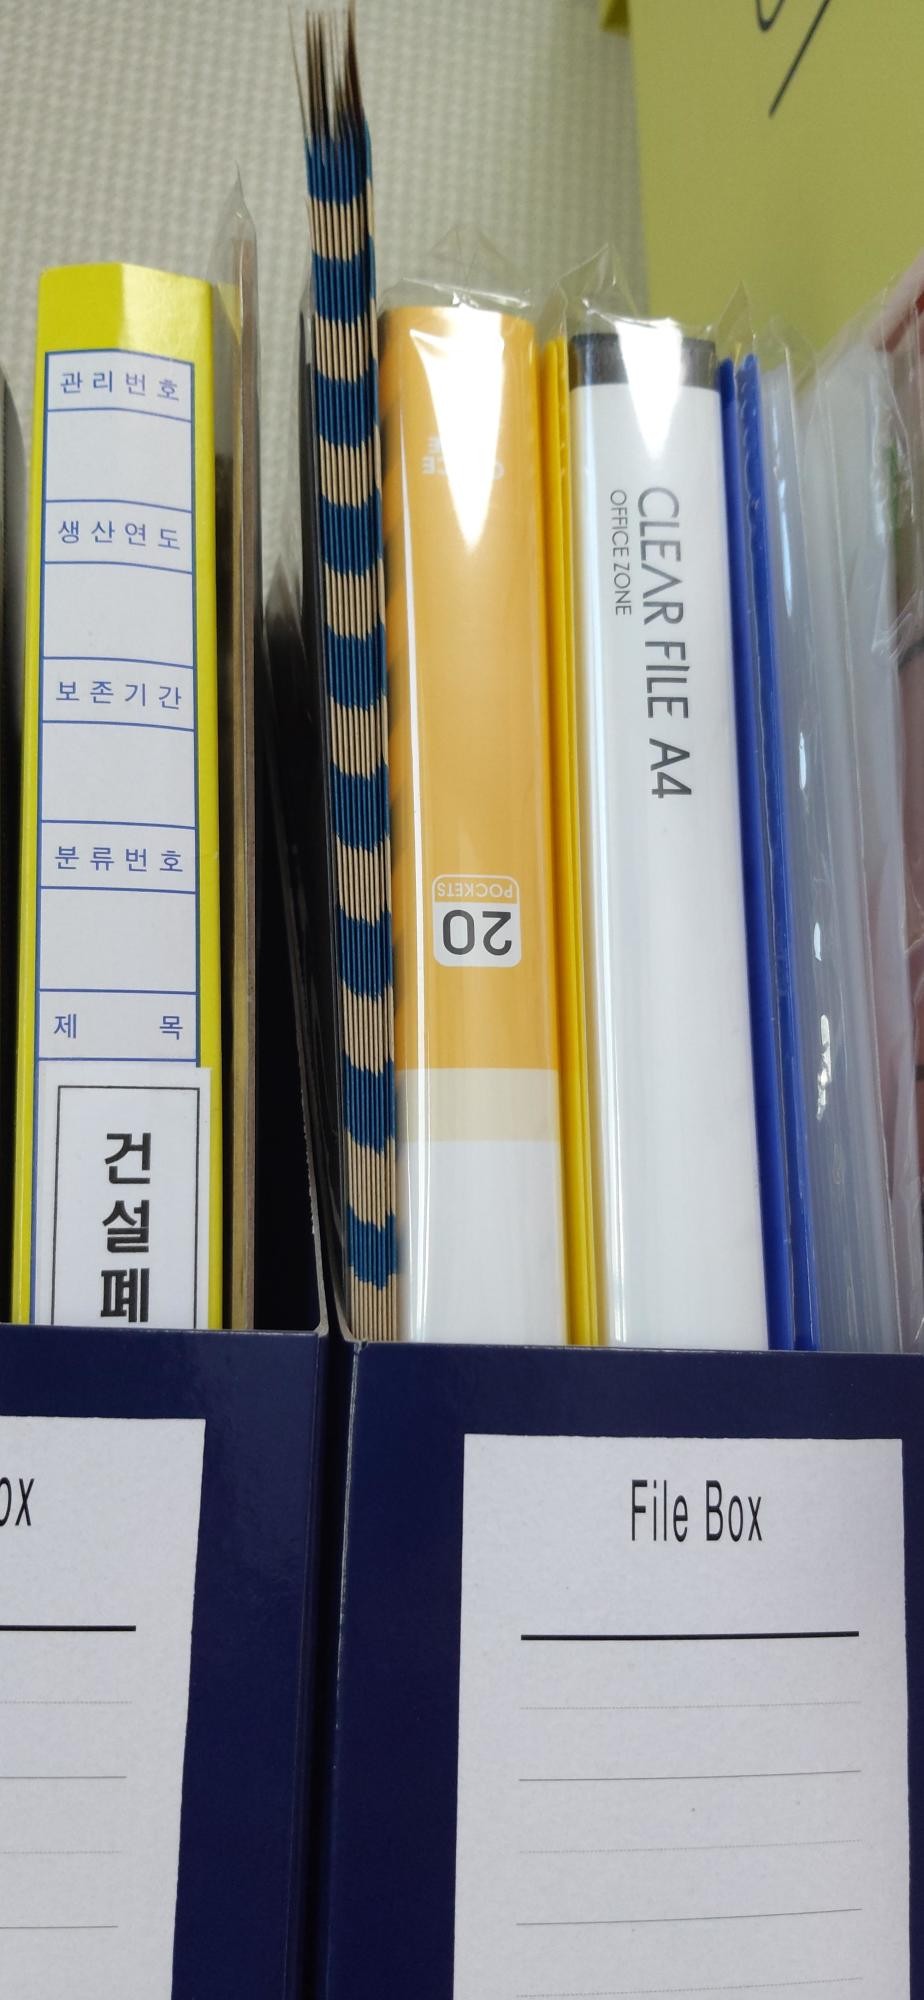 관리번호
생산연도
보존기간
분류번호
제 목
건
설
폐
20
POCKETS
CLEAR FILE A4
OFFICE ZONE
ox
File Box